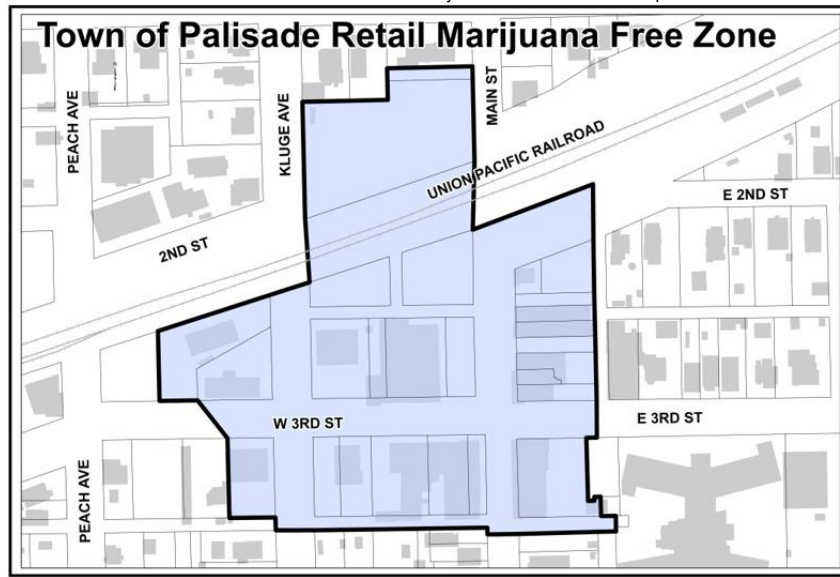 Town of Palisade Retail Marijuana Free Zone
PEACH AVE
KLUGE AVE
MAIN ST
UNION PACIFIC RAILROAD
E 2ND ST
2ND ST
W 3RD ST
E 3RD ST
PEACH AVE